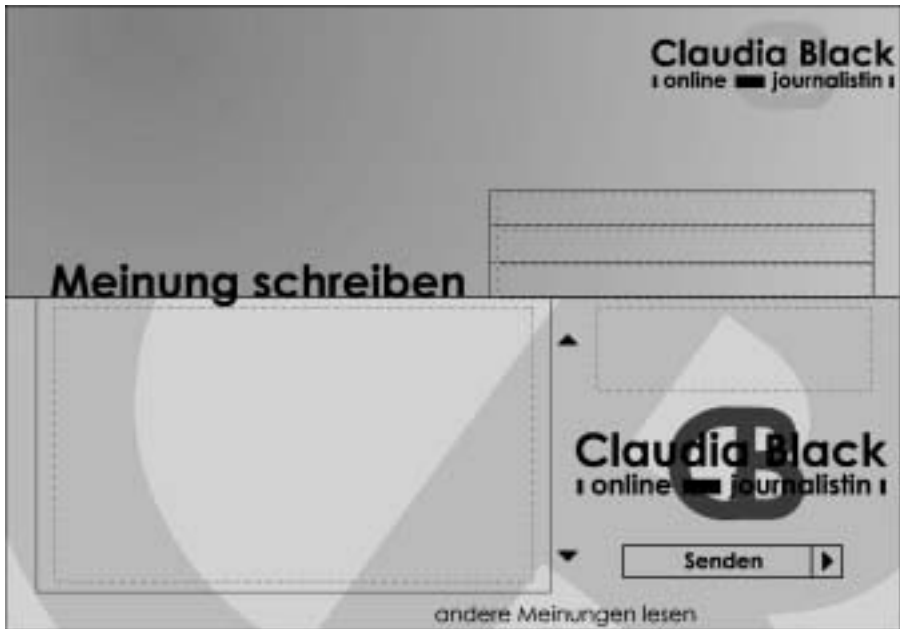 Claudia Black
online journalistin
Meinung schreiben
Claudia Black
online journalistin
Senden
andere Meinungen lesen